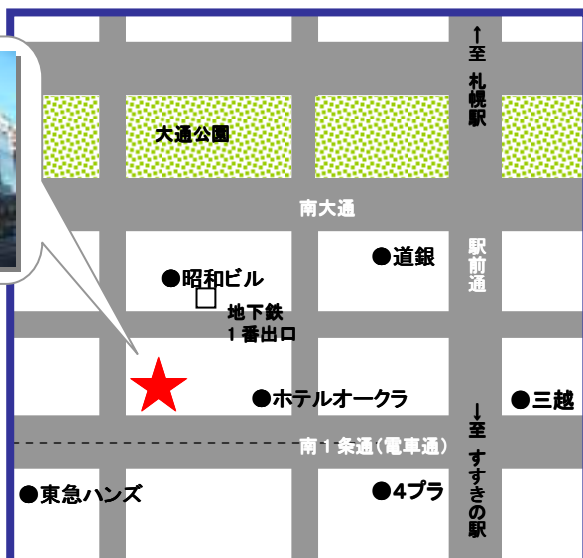 ↑至 札幌駅
大通公園
南大通
駅前通
●道銀
●昭和ビル
地下鉄
1番出口
●ホテルオークラ
●三越
南1条通(電車通)
↓至 すすきの駅
●東急ハンズ
●4プラ